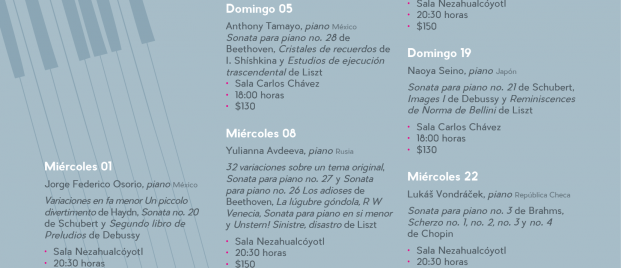 Miércoles 01
Jorge Federico Osorio, piano México
Variaciones en fa menor Un piccolo
divertimento de Haydn, Sonata no. 20
de Schubert y Segundo libro de
Preludios de Debussy
• Sala Nezahualcóyotl
• 20:30 horas
Domingo 05
Anthony Tamayo, piano México
Sonata para piano no. 28 de
Beethoven, Cristales de recuerdos de
I. Shishkina y Estudios de ejecución
trascendental de Liszt
• Sala Carlos Chávez
• 18:00 horas
• $130
Miércoles 08
Yulianna Avdeeva, piano Rusia
32 variaciones sobre un tema original,
Sonata para piano no. 27 y Sonata
para piano no. 26 Los adioses de
Beethoven, La lúgubre góndola, R W
Venecia, Sonata para piano en si menor
y Unstern! Sinistre, disastro de Liszt
• Sala Nezahualcóyotl
• 20:30 horas
• $150
• Sala Nezahualcóyotl
• 20:30 horas
• $150
Domingo 19
Naoya Seino, piano Japón
Sonata para piano no. 21 de Schubert,
Images I de Debussy y Reminiscences
de Norma de Bellini de Liszt
• Sala Carlos Chávez
• 18:00 horas
• $130
Miércoles 22
Lukáš Vondráček, piano República Checa
Sonata para piano no. 3 de Brahms,
Scherzo no. 1, no. 2, no. 3 y no. 4
de Chopin
• Sala Nezahualcóyotl
• 20:30 horas